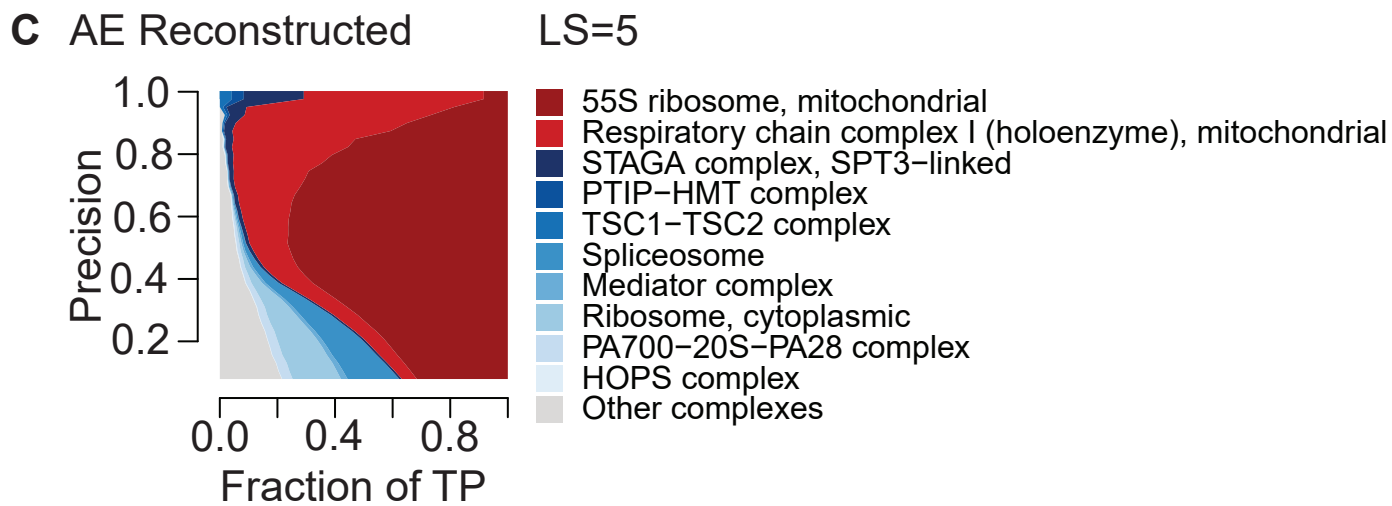 C AE Reconstructed LS=5
1.0
0.8
0.6
0.4
0.2
Precision
0.0 0.4 0.8
Fraction of TP
55S ribosome, mitochondrial
Respiratory chain complex I (holoenzyme), mitochondrial
STAGA complex, SPT3−linked
PTIP−HMT complex
TSC1−TSC2 complex
Spliceosome
Mediator complex
Ribosome, cytoplasmic
PA700−20S−PA28 complex
HOPS complex
Other complexes